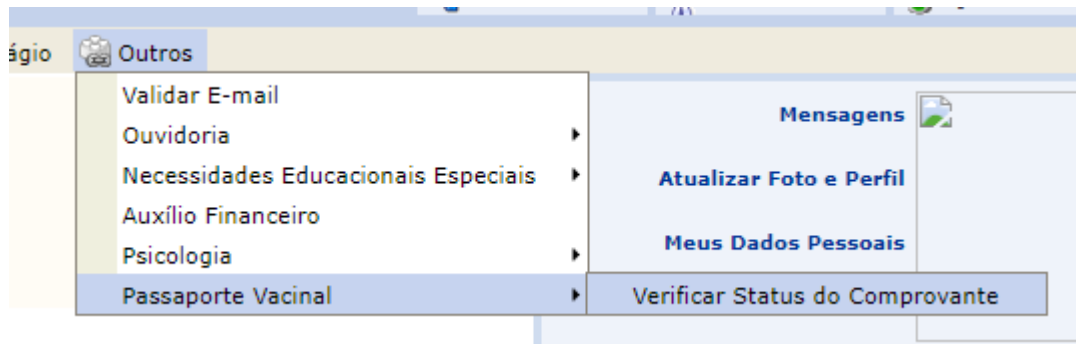 ágio Outros
Validar E-mail
Ouvidoria
Necessidades Educacionais Especiais
Auxílio Financeiro
Psicologia
Passaporte Vacinal
Verificar Status do Comprovante
Mensagens
Atualizar Foto e Perfil
Meus Dados Pessoais